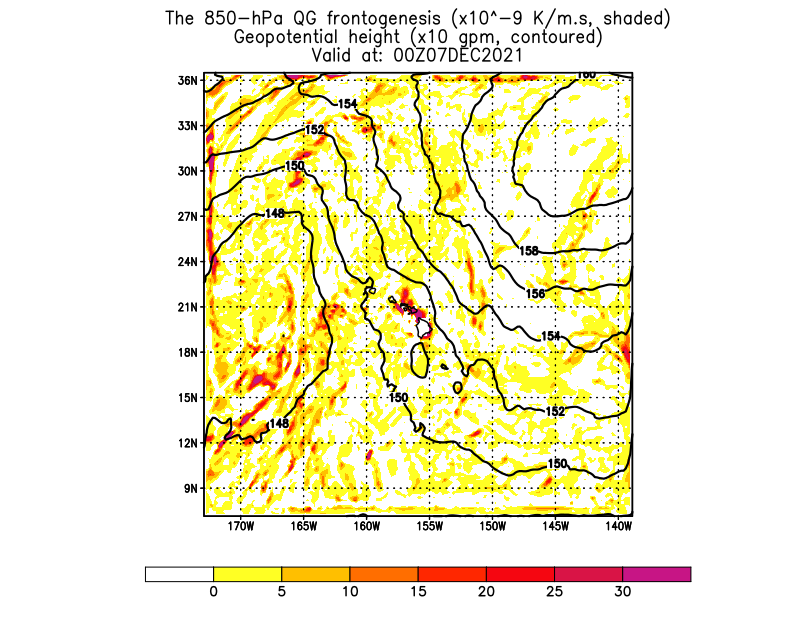 The 850-hPa QG frontogenesis (x10^-9 K/m.s, shaded)
Geopotential height (x10 gpm, contoured)
Valid at: 00Z07DEC2021
160
36N
154
33N
152
30N
150
27N
148
158
24N
156
21N
154
18N
15N
150
152
148
12N
150
9N
170W 165W 160W 155W 150W 145W 140W
0 5 10 15 20 25 30